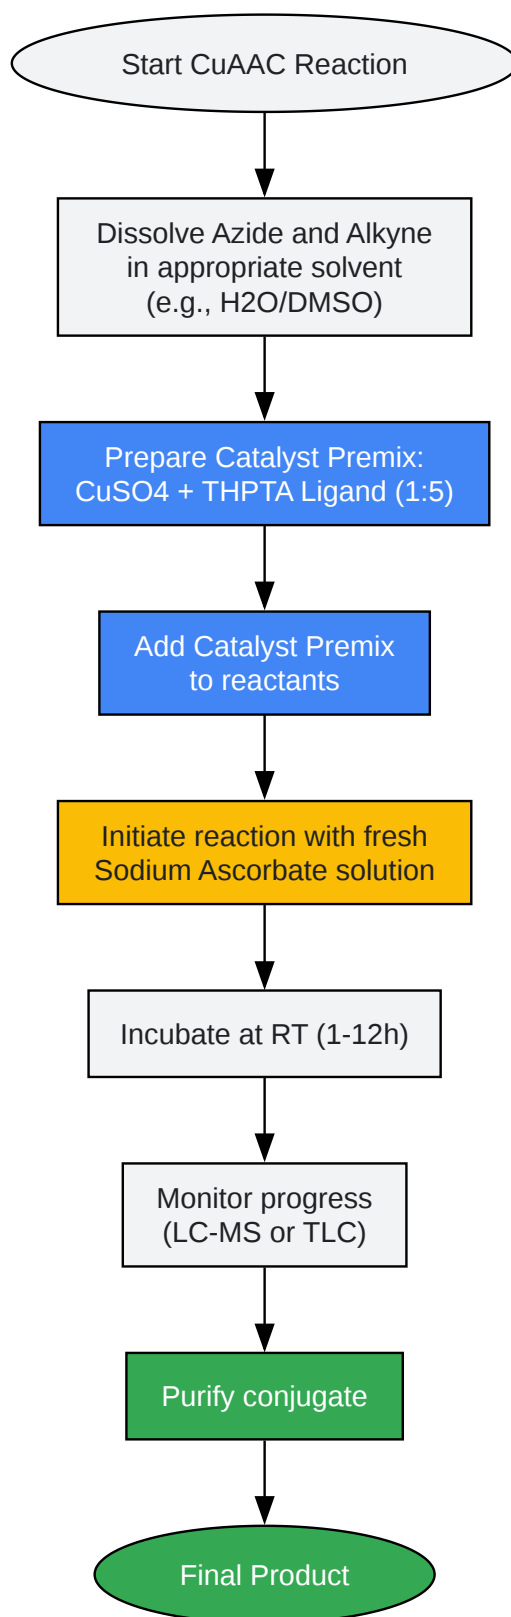 Start CuAAC Reaction
Dissolve Azide and Alkyne
in appropriate solvent
(e.g., H2O/DMSO)
Prepare Catalyst Premix:
CuSO4 + THPTA Ligand (1:5)
Add Catalyst Premix
to reactants
Initiate reaction with fresh
Sodium Ascorbate solution
Incubate at RT (1-12h)
Monitor progress
(LC-MS or TLC)
Purify conjugate
Final Product